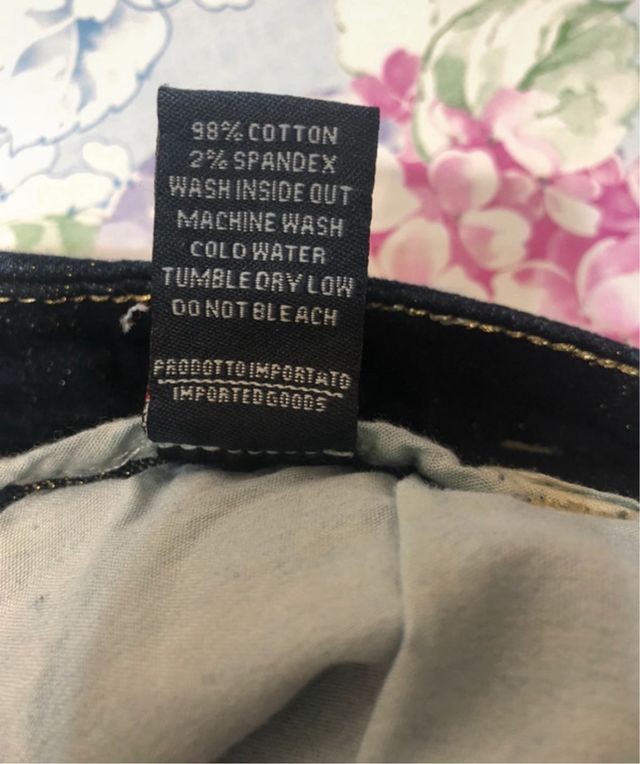 98% COTTON
2% SPANDEX
WASH INSIDE OUT
MACHINE WASH
COLD WATER
TUMBLE DRY LOW
DO NOT BLEACH
PRODOTTO IMPORTATO
IMPORTED GOODS